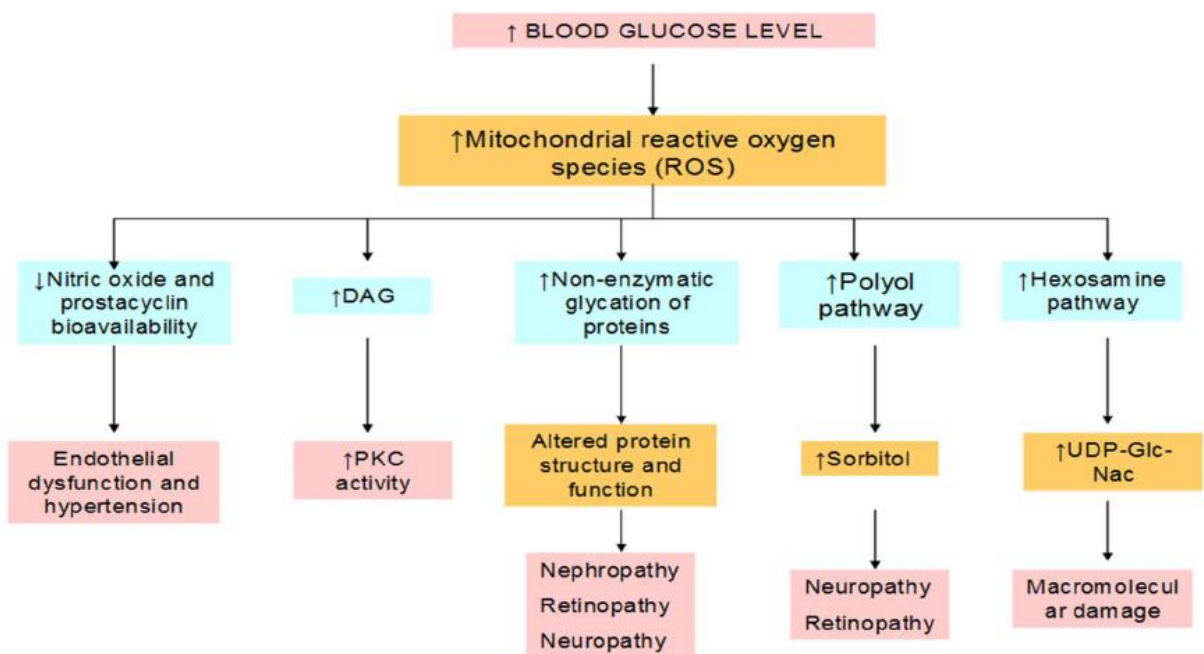 ↑ BLOOD GLUCOSE LEVEL
↑Mitochondrial reactive oxygen
species (ROS)
↓Nitric oxide and
prostacyclin
bioavailability
↑DAG
↑Non-enzymatic
glycation of
proteins
↑Polyol
pathway
↑Hexosamine
pathway
Endothelial
dysfunction and
hypertension
↑PKC
activity
Altered protein
structure and
function
↑Sorbitol
↑UDP-Glc-
Nac
Nephropathy
Retinopathy
Neuropathy
Neuropathy
Retinopathy
Macromolecul
ar damage